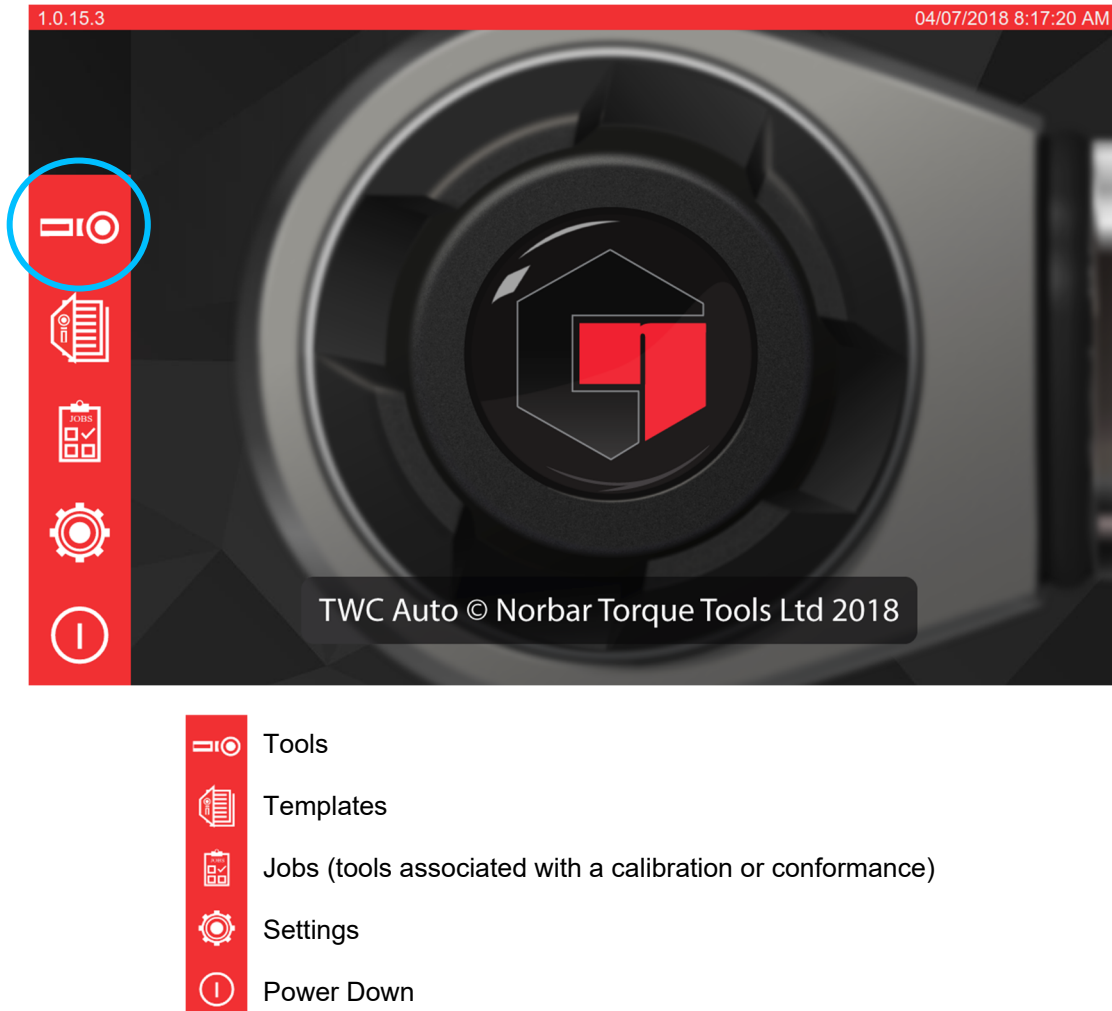 1.0.15.3
04/07/2018 8:17:20 AM
JOBS
TWC Auto © Norbar Torque Tools Ltd 2018
Tools
Templates
JOBS
Jobs (tools associated with a calibration or conformance)
Settings
Power Down